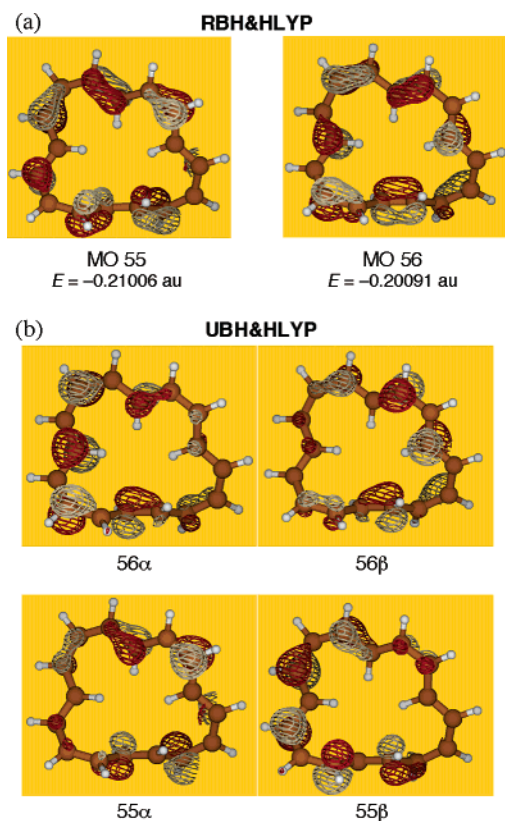 (a) RBH&HLYP
MO 55 MO 56
E = −0.21006 au E = −0.20091 au
(b) UBH&HLYP
56α 56β
55α 55β